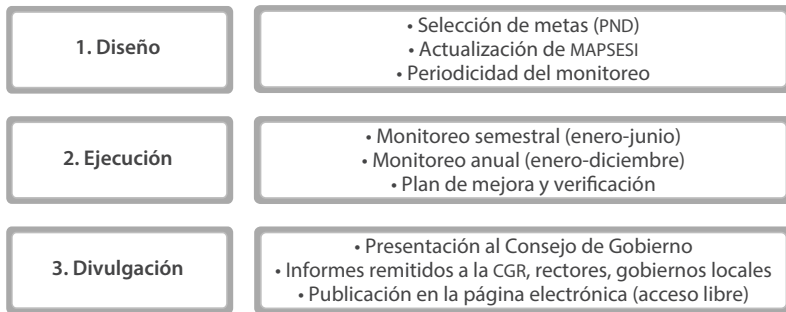 1. Diseño
• Selección de metas (PND)
• Actualización de MAPSESI
• Periodicidad del monitoreo
2. Ejecución
• Monitoreo semestral (enero-junio)
• Monitoreo anual (enero-diciembre)
• Plan de mejora y verificación
3. Divulgación
• Presentación al Consejo de Gobierno
• Informes remitidos a la CGR, rectores, gobiernos locales
• Publicación en la página electrónica (acceso libre)